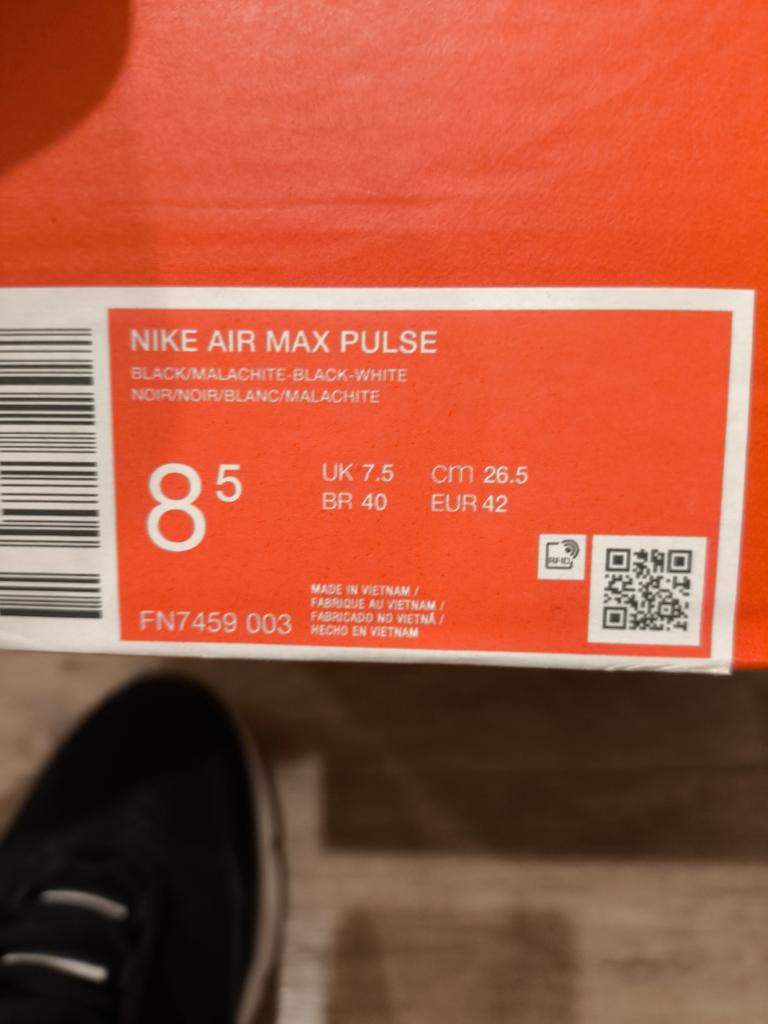 NIKE AIR MAX PULSE
BLACK/MALACHITE-BLACK-WHITE
NOIR/NOIR/BLANC/MALACHITE
8 5
UK 7.5 cm 26.5
BR 40 EUR 42
RFID
MADE IN VIETNAM /
FABRIQUE AU VIETNAM /
FABRICADO NO VIETNÃ /
HECHO EN VIETNAM
FN7459 003